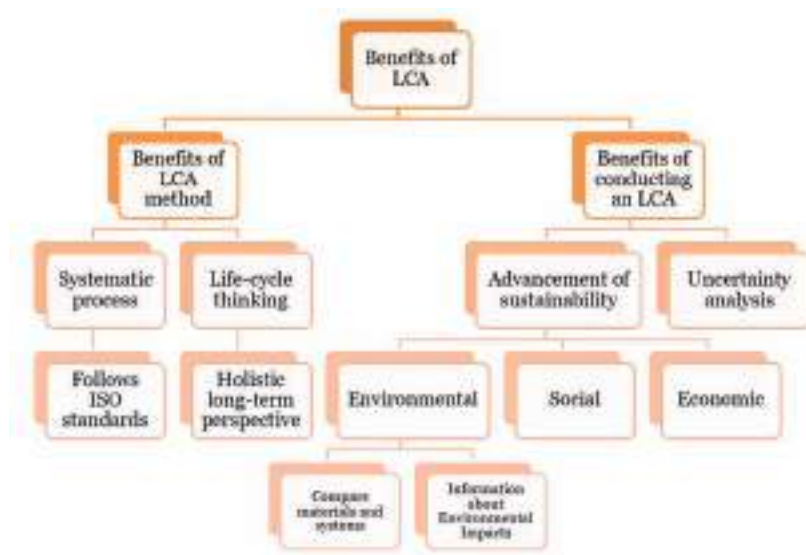 Benefits of
LCA
Benefits of
LCA
method
Benefits of
conducting
an LCA
Systematic
process
Life-cycle
thinking
Advancement of
sustainability
Uncertainty
analysis
Follows
ISO
standards
Holistic
long-term
perspective
Environmental
Social
Economic
Compare
materials and
systems
Information
about
Environmental
Impacts